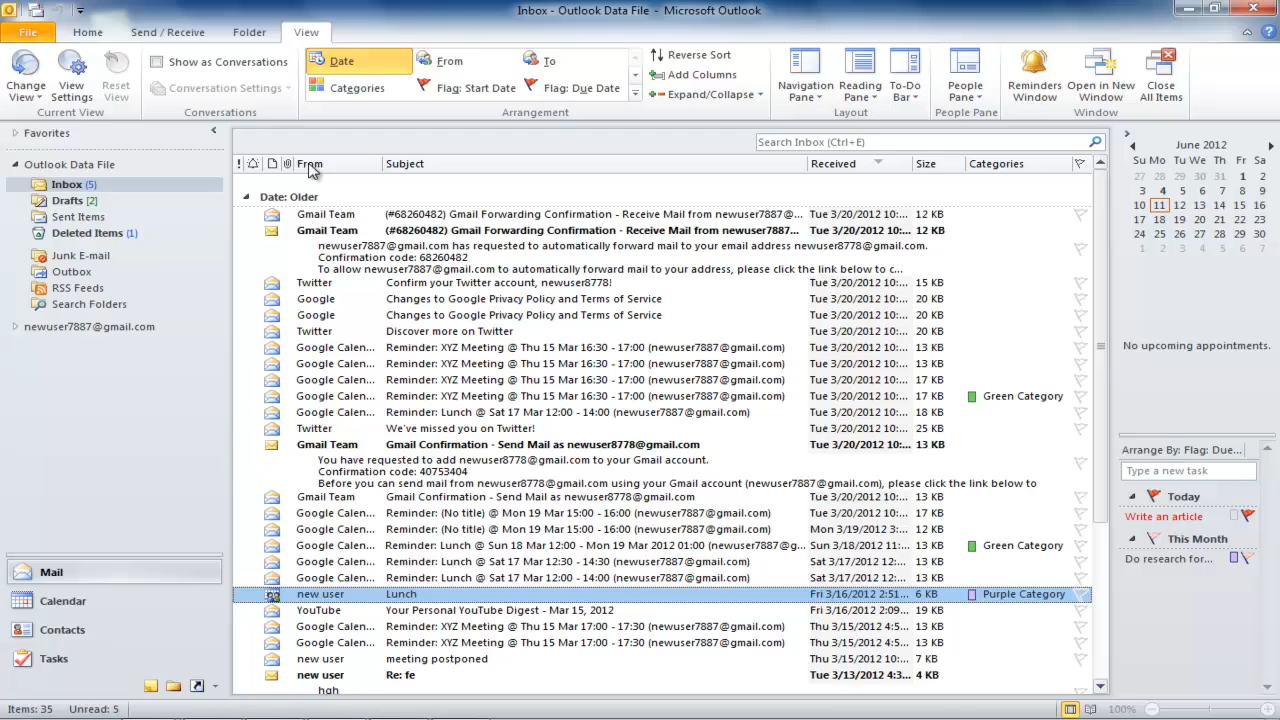 Inbox - Outlook Data File - Microsoft Outlook
File Home Send / Receive Folder View
Change View View Settings Reset View
Current View
Show as Conversations
Conversation Settings
Conversations
Date From To
Categories Flag: Start Date Flag: Due Date
Arrangement
Reverse Sort
Add Columns
Expand/Collapse
Navigation Pane Reading Pane To-Do Bar
Layout
People Pane
People Pane
Reminders Window Open in New Window Close All Items
Window
Favorites
Outlook Data File
Inbox (5)
Drafts [2]
Sent Items
Deleted Items (1)
Junk E-mail
Outbox
RSS Feeds
Search Folders
newuser7887@gmail.com
Mail
Calendar
Contacts
Tasks
Search Inbox (Ctrl+E)
! From Subject Received Size Categories
Date: Older
Gmail Team (#68260482) Gmail Forwarding Confirmation - Receive Mail from newuser7887@... Tue 3/20/2012 10:... 12 KB
Gmail Team (#68260482) Gmail Forwarding Confirmation - Receive Mail from newuser7887... Tue 3/20/2012 10:... 12 KB
newuser7887@gmail.com has requested to automatically forward mail to your email address newuser8778@gmail.com.
Confirmation code: 68260482
To allow newuser7887@gmail.com to automatically forward mail to your address, please click the link below to c...
Twitter Confirm your Twitter account, newuser8778! Tue 3/20/2012 10:... 15 KB
Google Changes to Google Privacy Policy and Terms of Service Tue 3/20/2012 10:... 20 KB
Google Changes to Google Privacy Policy and Terms of Service Tue 3/20/2012 10:... 20 KB
Twitter Discover more on Twitter Tue 3/20/2012 10:... 20 KB
Google Calen... Reminder: XYZ Meeting @ Thu 15 Mar 16:30 - 17:00 (newuser7887@gmail.com) Tue 3/20/2012 10:... 13 KB
Google Calen... Reminder: XYZ Meeting @ Thu 15 Mar 16:30 - 17:00 (newuser7887@gmail.com) Tue 3/20/2012 10:... 13 KB
Google Calen... Reminder: XYZ Meeting @ Thu 15 Mar 16:30 - 17:00 (newuser7887@gmail.com) Tue 3/20/2012 10:... 17 KB
Google Calen... Reminder: XYZ Meeting @ Thu 15 Mar 16:30 - 17:00 (newuser7887@gmail.com) Tue 3/20/2012 10:... 17 KB Green Category
Google Calen... Reminder: Lunch @ Sat 17 Mar 12:00 - 14:00 (newuser7887@gmail.com) Tue 3/20/2012 10:... 18 KB
Twitter We've missed you on Twitter! Tue 3/20/2012 10:... 25 KB
Gmail Team Gmail Confirmation - Send Mail as newuser8778@gmail.com Tue 3/20/2012 10:... 13 KB
You have requested to add newuser8778@gmail.com to your Gmail account.
Confirmation code: 40753404
Before you can send mail from newuser8778@gmail.com using your Gmail account (newuser7887@gmail.com), please click the link below to
Gmail Team Gmail Confirmation - Send Mail as newuser8778@gmail.com Tue 3/20/2012 10:... 13 KB
Google Calen... Reminder: (No title) @ Mon 19 Mar 15:00 - 16:00 (newuser7887@gmail.com) Tue 3/20/2012 10:... 17 KB
Google Calen... Reminder: (No title) @ Mon 19 Mar 15:00 - 16:00 (newuser7887@gmail.com) Mon 3/19/2012 3:... 12 KB
Google Calen... Reminder: Lunch @ Sun 18 Mar 12:00 - Mon 19 Mar 2012 01:00 (newuser7887@g... Sun 3/18/2012 11:... 13 KB Green Category
Google Calen... Reminder: Lunch @ Sat 17 Mar 12:30 - 14:30 (newuser7887@gmail.com) Sat 3/17/2012 12:... 13 KB
Google Calen... Reminder: Lunch @ Sat 17 Mar 12:00 - 14:00 (newuser7887@gmail.com) Sat 3/17/2012 12:... 13 KB
new user Lunch Fri 3/16/2012 2:51... 6 KB Purple Category
YouTube Your Personal YouTube Digest - Mar 15, 2012 Fri 3/16/2012 2:09... 19 KB
Google Calen... Reminder: XYZ Meeting @ Thu 15 Mar 17:00 - 17:30 (newuser7887@gmail.com) Thu 3/15/2012 4:5... 13 KB
Google Calen... Reminder: XYZ Meeting @ Thu 15 Mar 17:00 - 17:30 (newuser7887@gmail.com) Thu 3/15/2012 4:5... 13 KB
new user meeting postponed Thu 3/15/2012 10:... 7 KB
new user Re: fe Tue 3/13/2012 4:3... 4 KB
hgh
June 2012
Su Mo Tu We Th Fr Sa
27 28 29 30 31 1 2
3 4 5 6 7 8 9
10 11 12 13 14 15 16
17 18 19 20 21 22 23
24 25 26 27 28 29 30
1 2 3 4 5 6 7
No upcoming appointments.
Arrange By: Flag: Due...
Type a new task
Today
Write an article
This Month
Do research for...
Items: 35 Unread: 5 100%